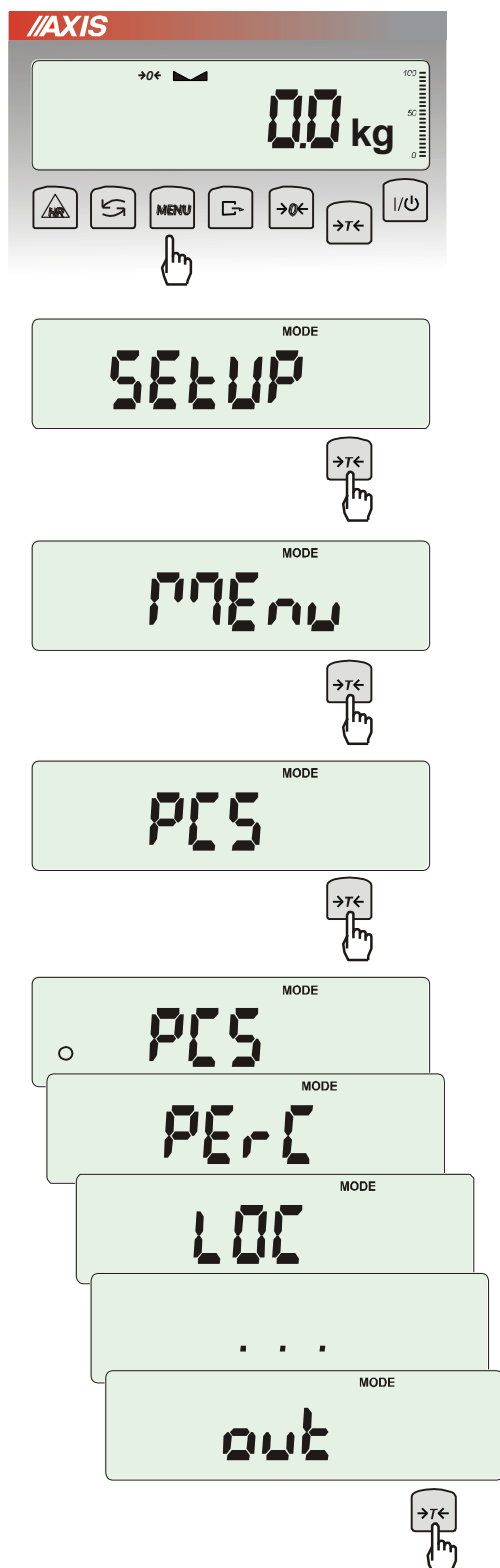 //AXIS
→0← 100
0.0 kg 50
0
HR MENU →0← →T← I/⏻
MODE
SEtUP
→T←
MODE
MEnu
→T←
MODE
PCS
→T←
MODE
PCS
MODE
PErC
MODE
LOC
. . .
MODE
out
→T←